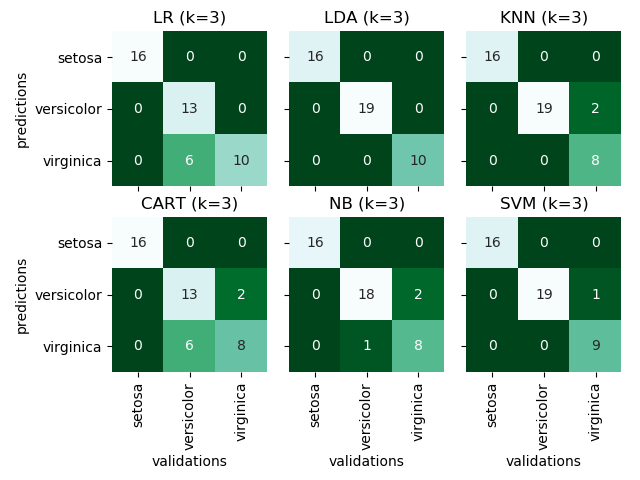 LR (k=3) LDA (k=3) KNN (k=3)
predictions
setosa 16 0 0 16 0 0 16 0 0
versicolor 0 13 0 0 19 0 0 19 2
virginica 0 6 10 0 0 10 0 0 8
CART (k=3) NB (k=3) SVM (k=3)
predictions
setosa 16 0 0 16 0 0 16 0 0
versicolor 0 13 2 0 18 2 0 19 1
virginica 0 6 8 0 1 8 0 0 9
setosa versicolor virginica setosa versicolor virginica setosa versicolor virginica
validations validations validations